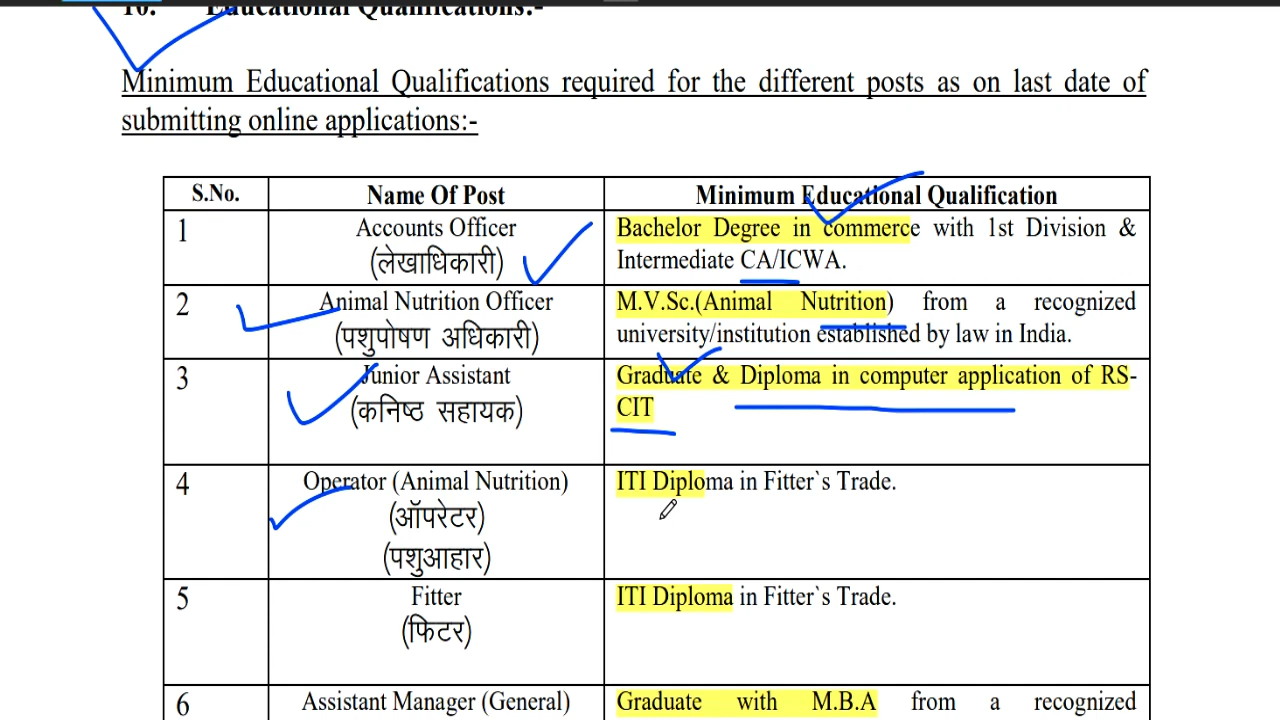 10. Educational Qualifications:-
Minimum Educational Qualifications required for the different posts as on last date of
submitting online applications:-
S.No. Name Of Post Minimum Educational Qualification
1 Accounts Officer Bachelor Degree in commerce with 1st Division &
(लेखाधिकारी) Intermediate CA/ICWA.
2 Animal Nutrition Officer M.V.Sc.(Animal Nutrition) from a recognized
(पशुपोषण अधिकारी) university/institution established by law in India.
3 Junior Assistant Graduate & Diploma in computer application of RS-
(कनिष्ठ सहायक) CIT
4 Operator (Animal Nutrition) ITI Diploma in Fitter`s Trade.
(ऑपरेटर)
(पशुआहार)
5 Fitter ITI Diploma in Fitter`s Trade.
(फिटर)
6 Assistant Manager (General) Graduate with M.B.A from a recognized